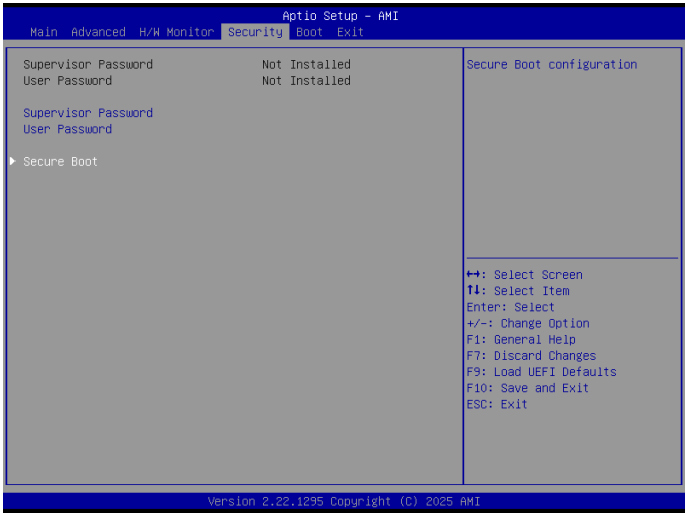 Aptio Setup – AMI
Main Advanced H/W Monitor Security Boot Exit
Supervisor Password Not Installed
User Password Not Installed
Supervisor Password
User Password
Secure Boot
Secure Boot configuration
→←: Select Screen
↑↓: Select Item
Enter: Select
+/-: Change Option
F1: General Help
F7: Discard Changes
F9: Load UEFI Defaults
F10: Save and Exit
ESC: Exit
Version 2.22.1295 Copyright (C) 2025 AMI